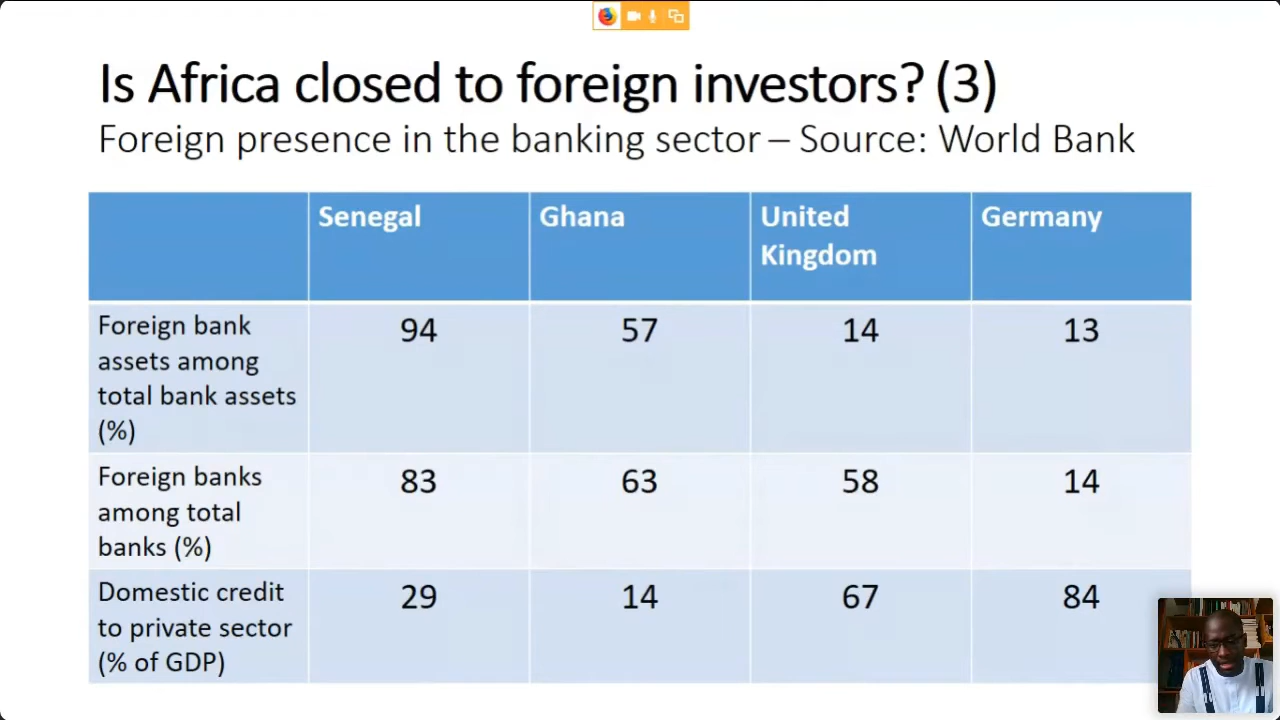 Is Africa closed to foreign investors? (3)
Foreign presence in the banking sector – Source: World Bank
Senegal
Ghana
United
Kingdom
Germany
Foreign bank
assets among
total bank assets
(%)
94
57
14
13
Foreign banks
among total
banks (%)
83
63
58
14
Domestic credit
to private sector
(% of GDP)
29
14
67
84